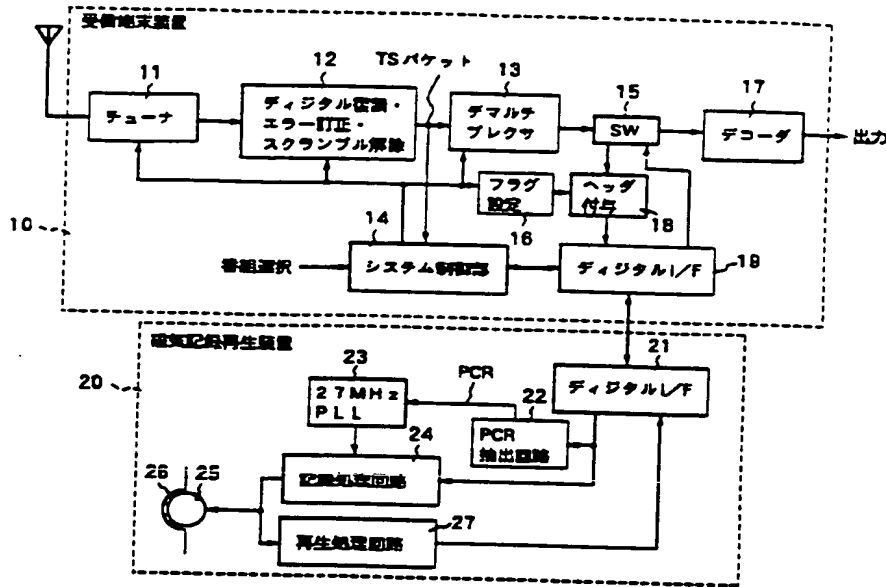 受信端末装置
TSパケット
11
12
13
15
17
チューナ
ディジタル復調・
エラー訂正・
スクランブル解除
デマルチ
プレクサ
SW
デコーダ
出力
フラグ
設定
ヘッダ
付与
10
14
16
18
番組選択
システム制御部
ディジタルI/F
19
磁気記録再生装置
20
23
PCR
21
27MHz
PLL
22
ディジタルI/F
24
PCR
抽出回路
26
25
記録処理回路
27
再生処理回路